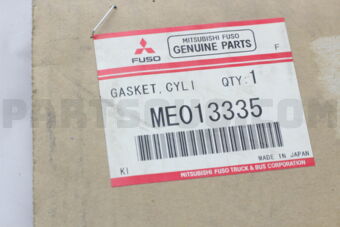 FUSO
MITSUBISHI FUSO
GENUINE PARTS
F
GASKET, CYLI QTY:1
ME013335
MADE IN JAPAN
KI
MITSUBISHI FUSO TRUCK & BUS CORPORATION